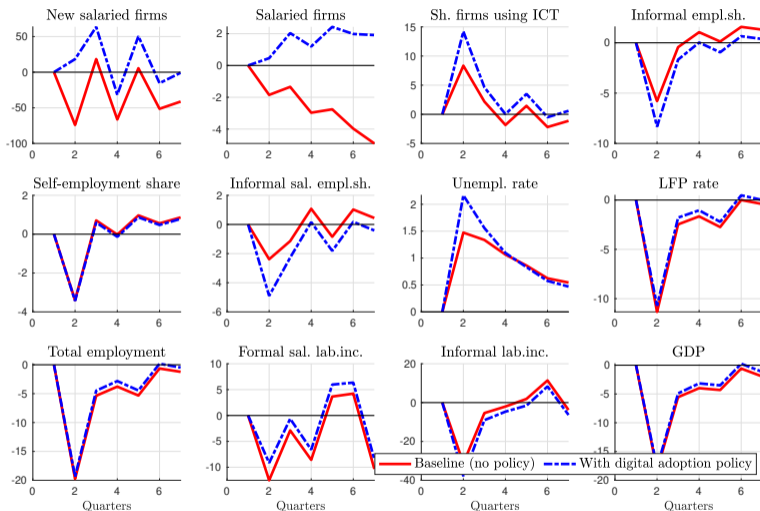 New salaried firms
Salaried firms
Sh. firms using ICT
Informal empl.sh.
50
0
-50
-100
0 2 4 6
2
0
-2
-4
0 2 4 6
15
10
5
0
-5
0 2 4 6
0
-5
-10
0 2 4 6
Self-employment share
Informal sal. empl.sh.
Unempl. rate
LFP rate
2
0
-2
-4
0 2 4 6
2
0
-2
-4
-6
0 2 4 6
2
1.5
1
0.5
0
0 2 4 6
0
-5
-10
0 2 4 6
Total employment
Formal sal. lab.inc.
Informal lab.inc.
GDP
0
-5
-10
-15
-20
0 2 4 6
Quarters
10
5
0
-5
-10
0 2 4 6
Quarters
20
0
-20
-40
0 2 4 6
Quarters
0
-5
-10
-15
-20
0 2 4 6
Quarters
Baseline (no policy)
With digital adoption policy